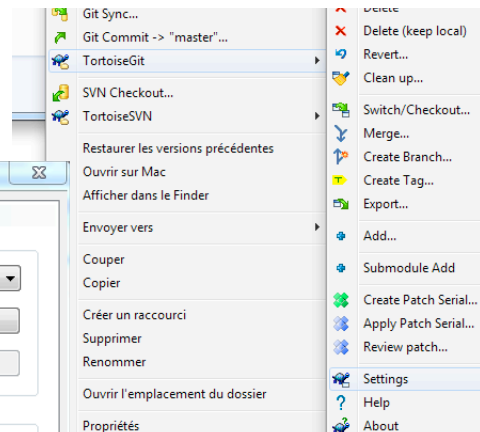 Git Sync...
Git Commit -> "master"...
TortoiseGit
SVN Checkout...
TortoiseSVN
Restaurer les versions précédentes
Ouvrir sur Mac
Afficher dans le Finder
Envoyer vers
Couper
Copier
Créer un raccourci
Supprimer
Renommer
Ouvrir l'emplacement du dossier
Propriétés
Delete
Delete (keep local)
Revert...
Clean up...
Switch/Checkout...
Merge...
Create Branch...
Create Tag...
Export...
Add...
Submodule Add
Create Patch Serial...
Apply Patch Serial...
Review patch...
Settings
Help
About